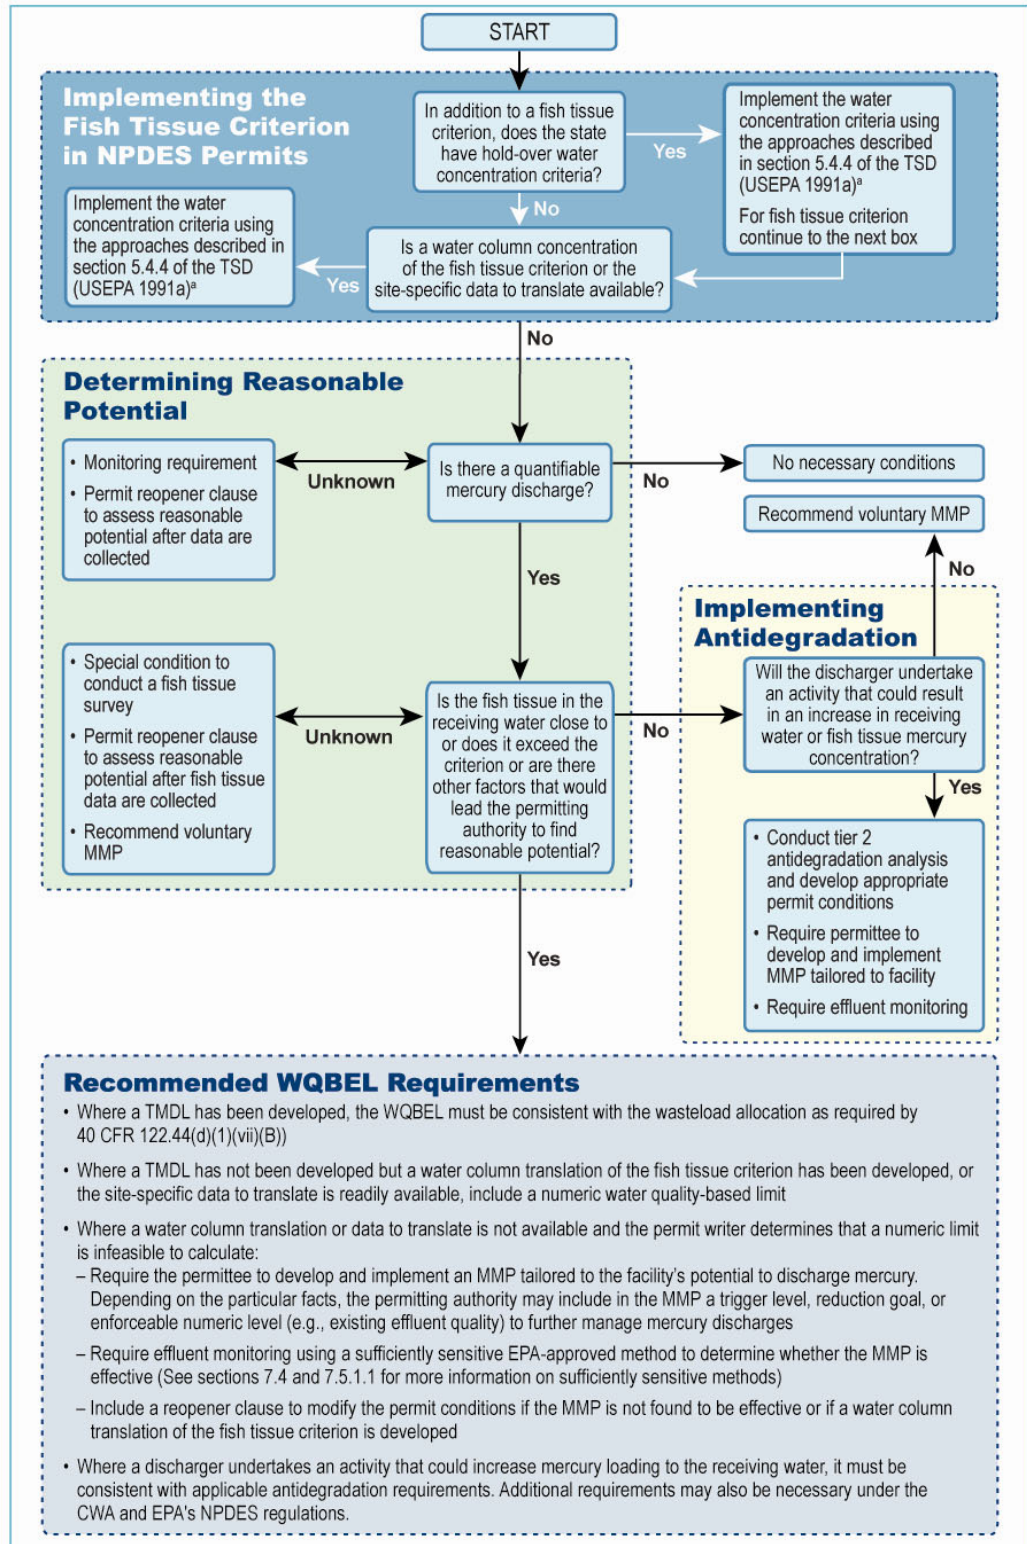 START
Implementing the
Fish Tissue Criterion
in NPDES Permits
In addition to a fish tissue
criterion, does the state
have hold-over water
concentration criteria?
Yes
Implement the water
concentration criteria using
the approaches described
in section 5.4.4 of the TSD
(USEPA 1991a)ᵃ
For fish tissue criterion
continue to the next box
No
Implement the water
concentration criteria using
the approaches described in
section 5.4.4 of the TSD
(USEPA 1991a)ᵃ
Yes
Is a water column concentration
of the fish tissue criterion or the
site-specific data to translate available?
No
Determining Reasonable
Potential
• Monitoring requirement
• Permit reopener clause
to assess reasonable
potential after data are
collected
Unknown
Is there a quantifiable
mercury discharge?
No
No necessary conditions
Recommend voluntary MMP
Yes
No
Implementing
Antidegradation
• Special condition to
conduct a fish tissue
survey
• Permit reopener clause
to assess reasonable
potential after fish tissue
data are collected
• Recommend voluntary
MMP
Unknown
Is the fish tissue in the
receiving water close to
or does it exceed the
criterion or are there
other factors that would
lead the permitting
authority to find
reasonable potential?
No
Will the discharger undertake
an activity that could result
in an increase in receiving
water or fish tissue mercury
concentration?
Yes
• Conduct tier 2
antidegradation analysis
and develop appropriate
permit conditions
• Require permittee to
develop and implement
MMP tailored to facility
• Require effluent monitoring
Yes
Recommended WQBEL Requirements
• Where a TMDL has been developed, the WQBEL must be consistent with the wasteload allocation as required by
40 CFR 122.44(d)(1)(vii)(B))
• Where a TMDL has not been developed but a water column translation of the fish tissue criterion has been developed, or
the site-specific data to translate is readily available, include a numeric water quality-based limit
• Where a water column translation or data to translate is not available and the permit writer determines that a numeric limit
is infeasible to calculate:
– Require the permittee to develop and implement an MMP tailored to the facility's potential to discharge mercury.
Depending on the particular facts, the permitting authority may include in the MMP a trigger level, reduction goal, or
enforceable numeric level (e.g., existing effluent quality) to further manage mercury discharges
– Require effluent monitoring using a sufficiently sensitive EPA-approved method to determine whether the MMP is
effective (See sections 7.4 and 7.5.1.1 for more information on sufficiently sensitive methods)
– Include a reopener clause to modify the permit conditions if the MMP is not found to be effective or if a water column
translation of the fish tissue criterion is developed
• Where a discharger undertakes an activity that could increase mercury loading to the receiving water, it must be
consistent with applicable antidegradation requirements. Additional requirements may also be necessary under the
CWA and EPA's NPDES regulations.